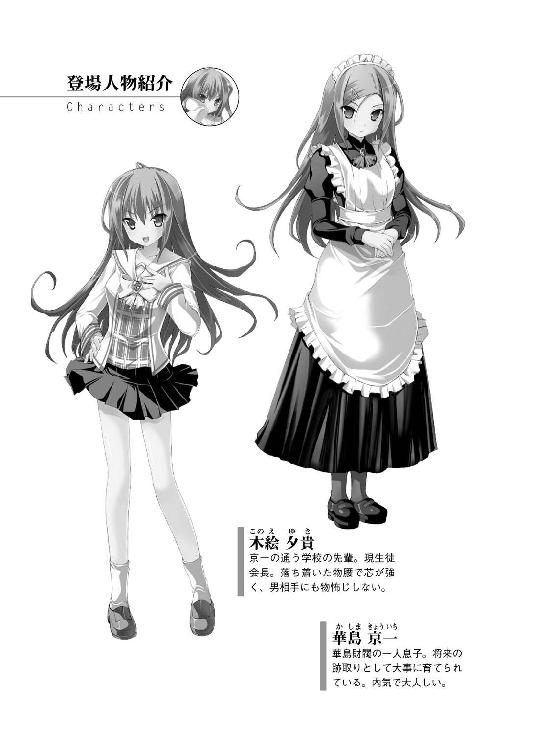 登場人物紹介
Characters
このえ ゆき
木絵 夕貴
京一の通う学校の先輩。現生徒
会長。落ち着いた物腰で芯が強
く、男相手にも物怖じしない。
かしま きょういち
華島 京一
華島財閥の一人息子。将来の
跡取りとして大事に育てられ
ている。内気で大人しい。